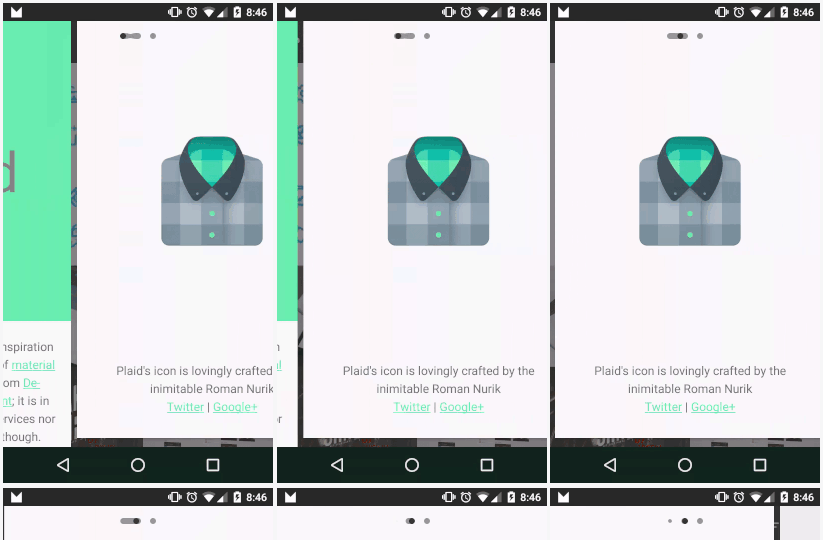 8:46
8:46
8:46
d
nspiration
of material
om De-
nt; it is in
rvices nor
though.
Plaid's icon is lovingly crafted
inimitable Roman Nurik
Twitter | Google+
n
al
or
Plaid's icon is lovingly crafted by the
inimitable Roman Nurik
Twitter | Google+
Plaid's icon is lovingly crafted by the
inimitable Roman Nurik
Twitter | Google+
8:46
8:46
8:46